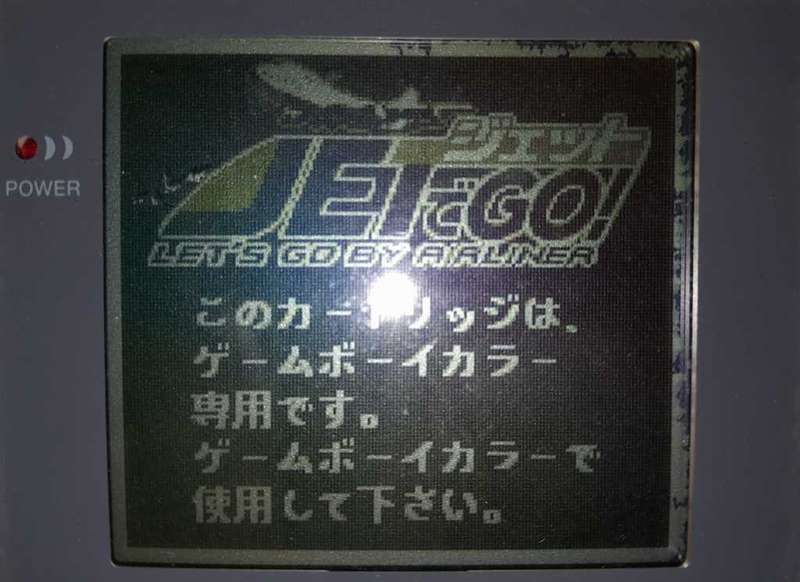 POWER
ジェット
JETでGO!
LET'S GO BY AIRLINER
このカートリッジは、
ゲームボーイカラー
専用です。
ゲームボーイカラーで
使用して下さい。